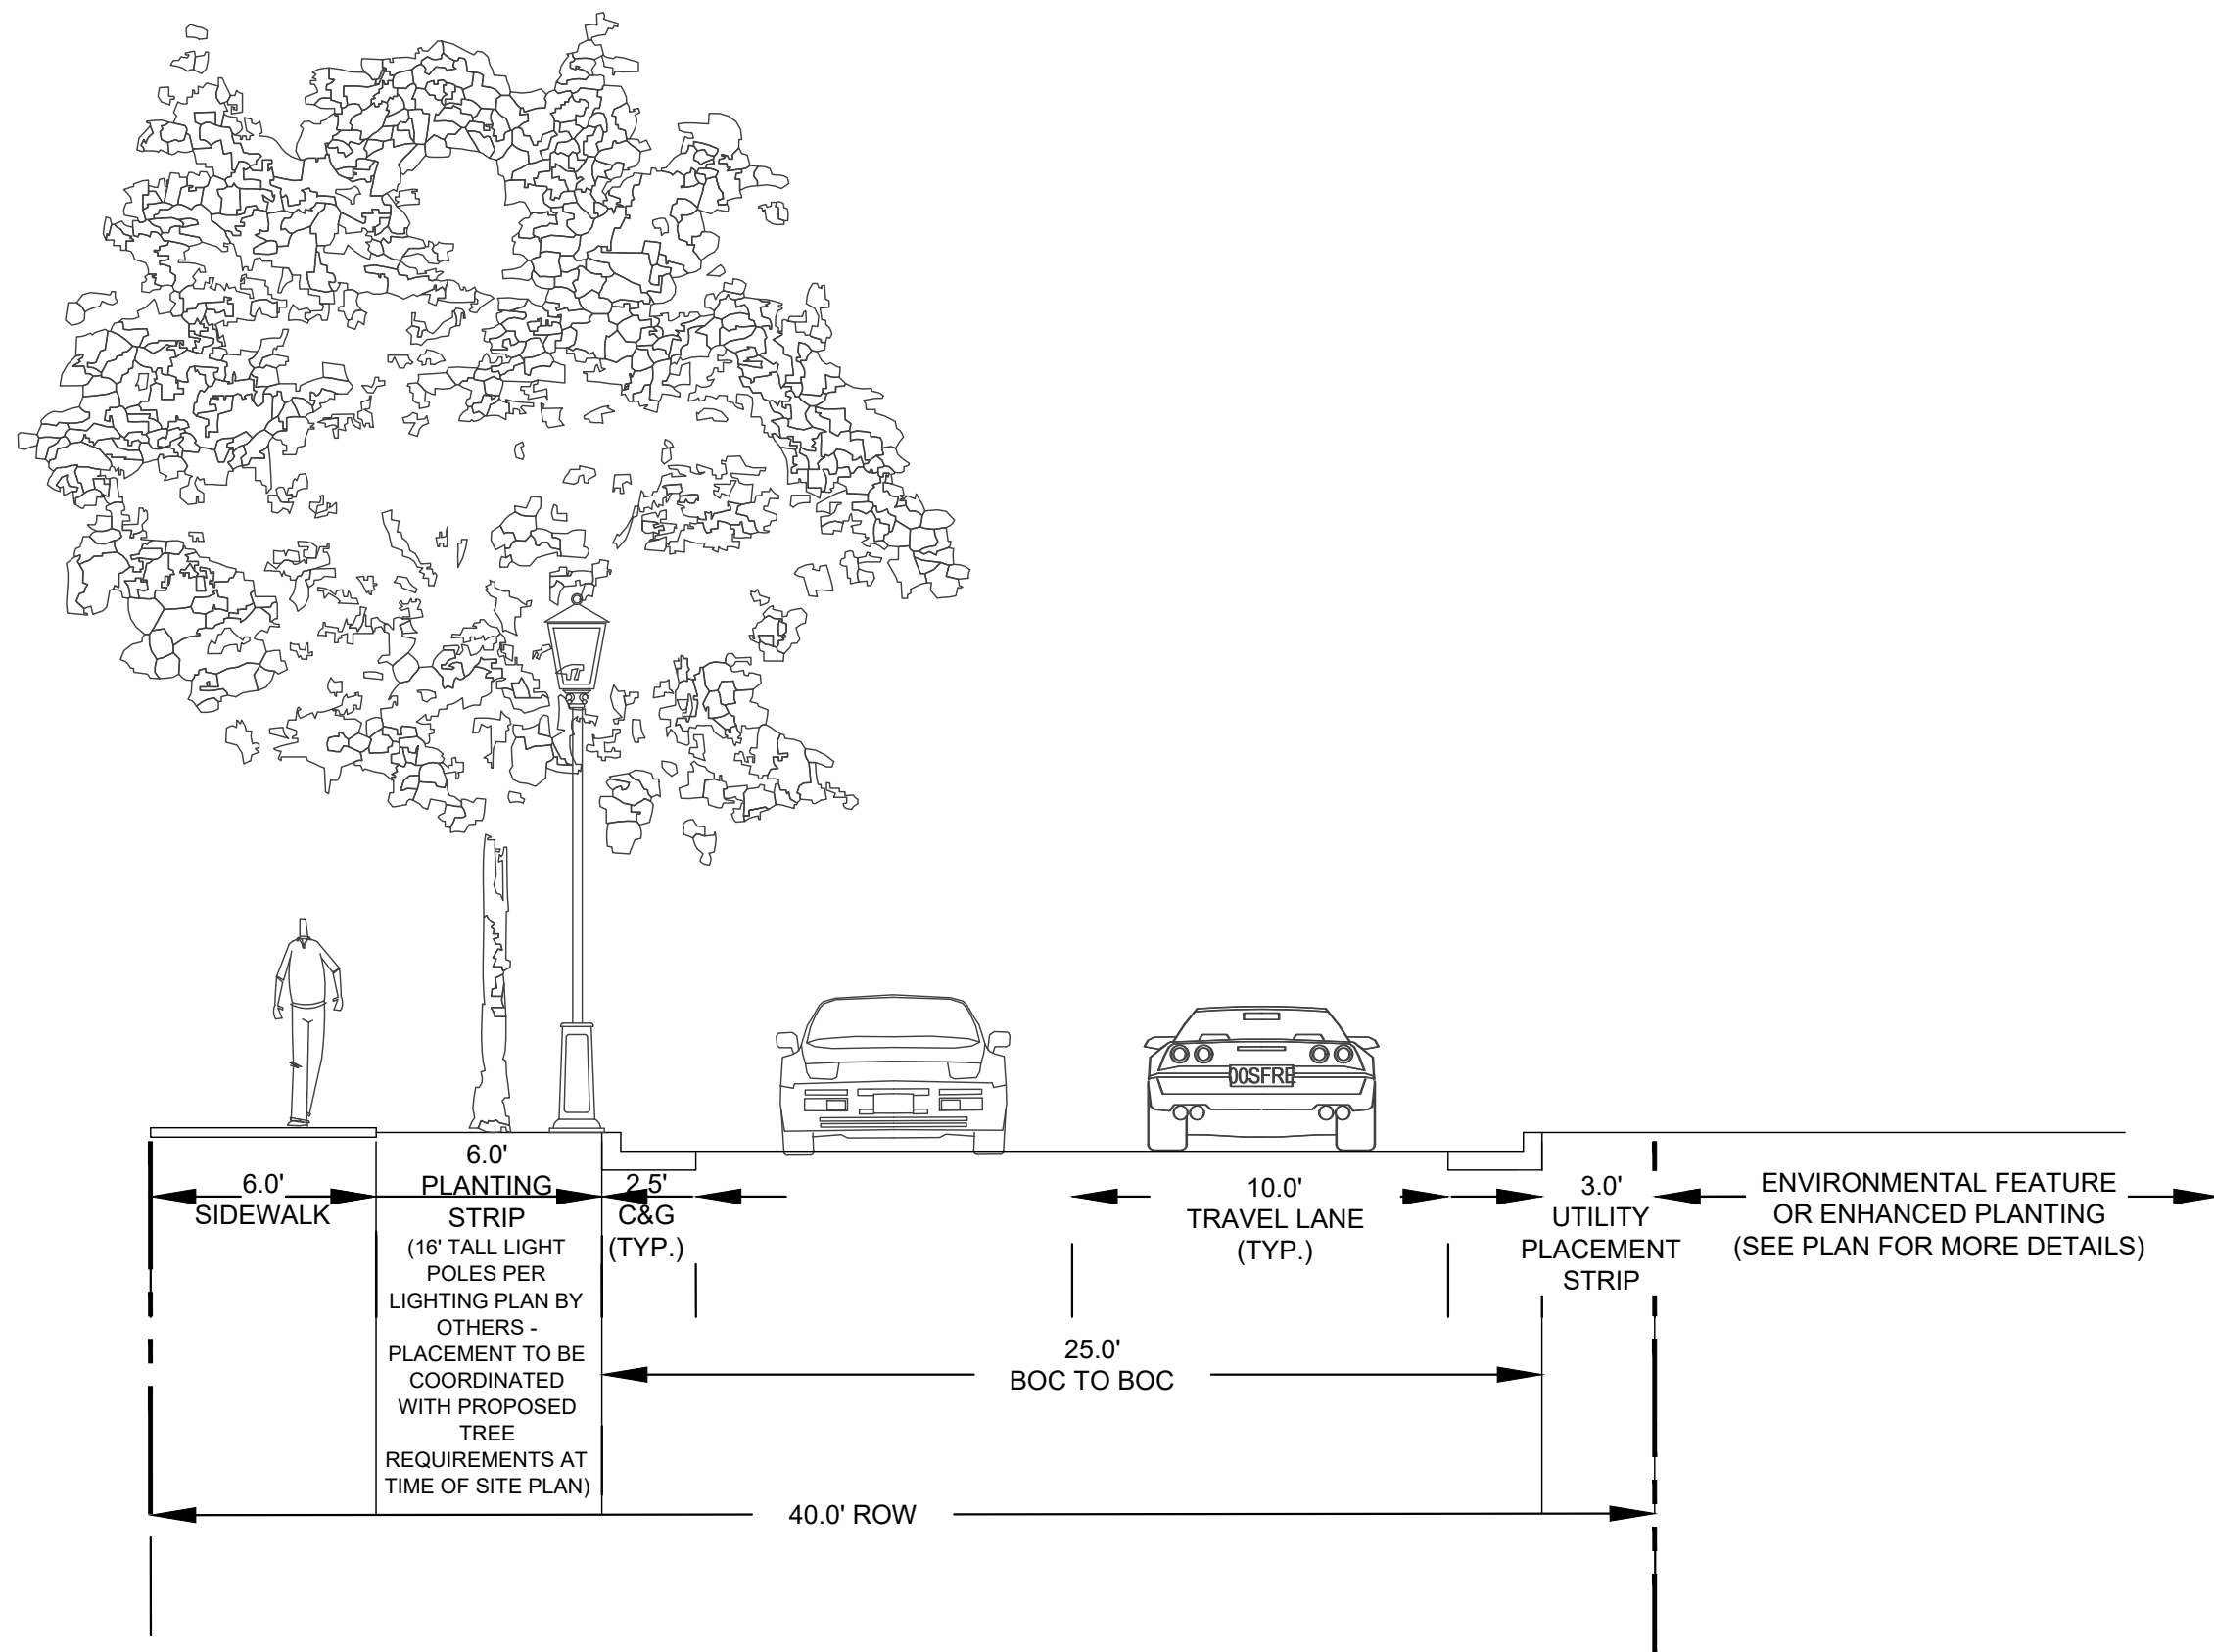 00SFRE
6.0'
SIDEWALK
6.0'
PLANTING
STRIP
(16' TALL LIGHT
POLES PER
LIGHTING PLAN BY
OTHERS -
PLACEMENT TO BE
COORDINATED
WITH PROPOSED
TREE
REQUIREMENTS AT
TIME OF SITE PLAN)
2.5'
C&G
(TYP.)
10.0'
TRAVEL LANE
(TYP.)
3.0'
UTILITY
PLACEMENT
STRIP
ENVIRONMENTAL FEATURE
OR ENHANCED PLANTING
(SEE PLAN FOR MORE DETAILS)
25.0'
BOC TO BOC
40.0' ROW